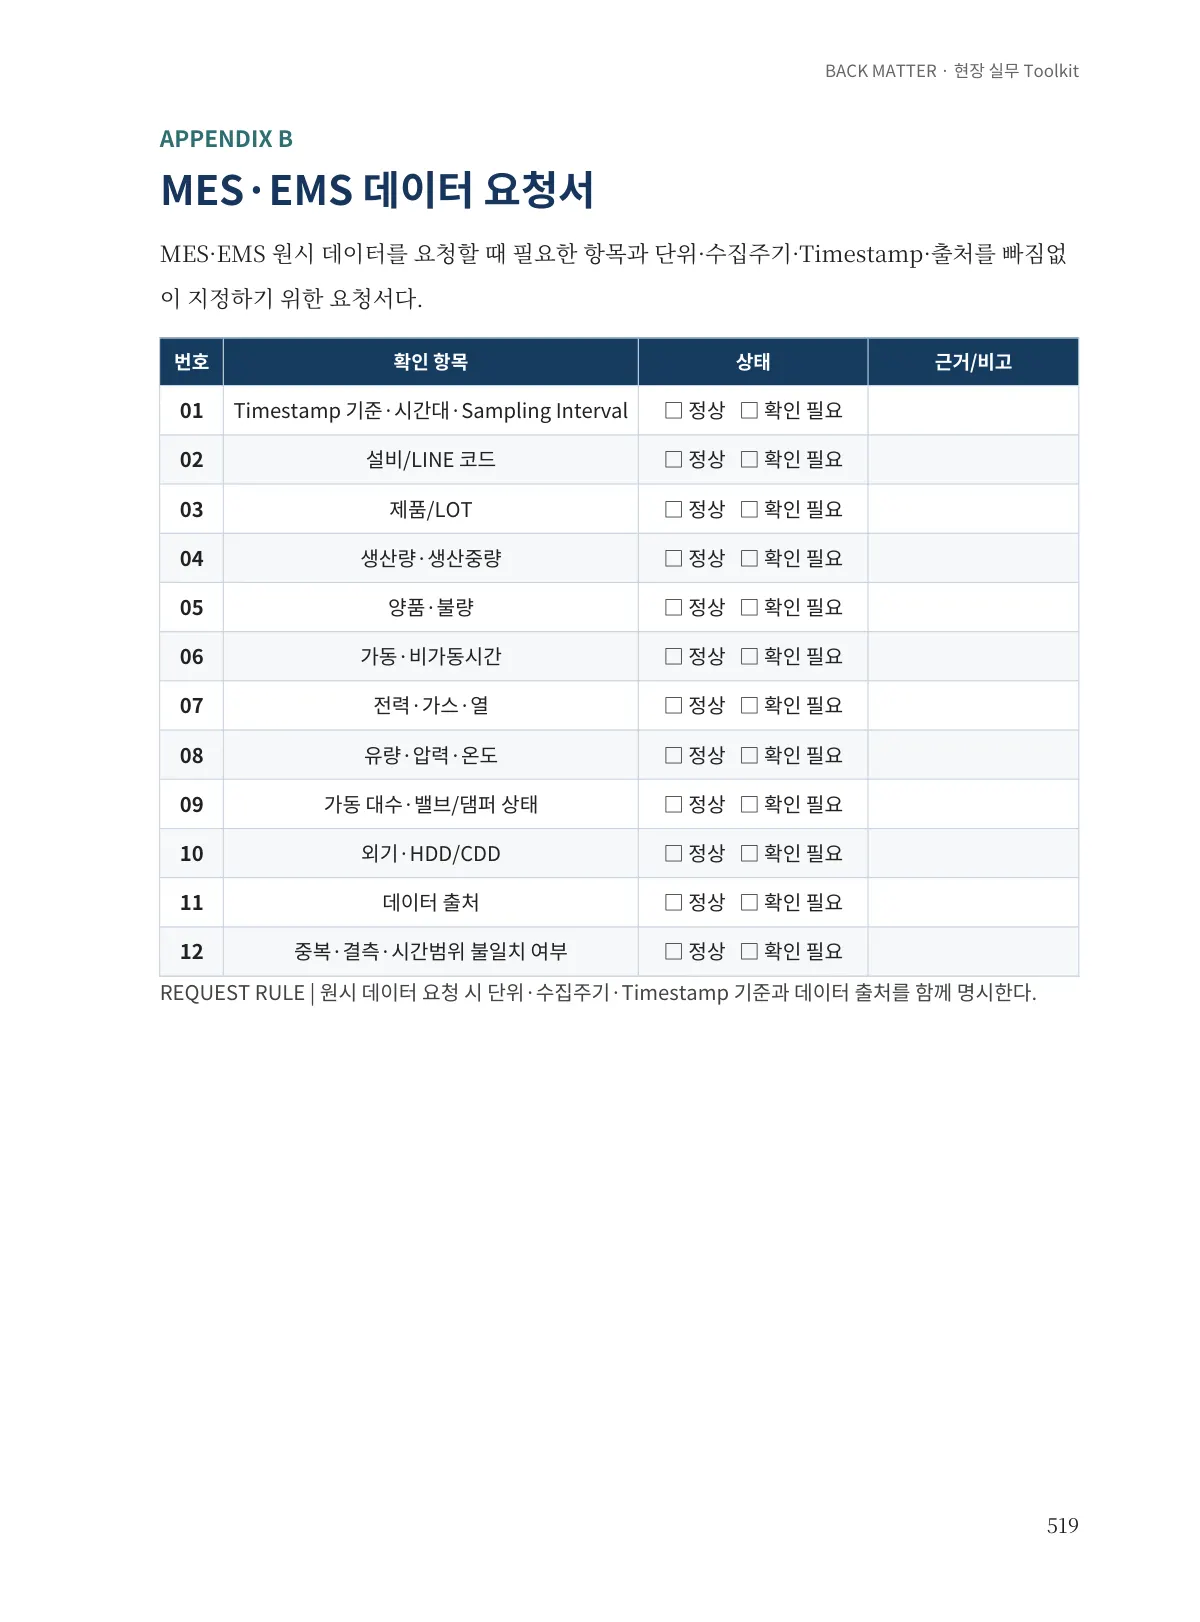 BACK MATTER · 현장 실무 Toolkit
APPENDIX B
MES·EMS 데이터 요청서
MES·EMS 원시 데이터를 요청할 때 필요한 항목과 단위·수집주기·Timestamp·출처를 빠짐없
이 지정하기 위한 요청서다.
번호 확인 항목 상태 근거/비고
01 Timestamp 기준·시간대·Sampling Interval □ 정상 □ 확인 필요
02 설비/LINE 코드 □ 정상 □ 확인 필요
03 제품/LOT □ 정상 □ 확인 필요
04 생산량·생산중량 □ 정상 □ 확인 필요
05 양품·불량 □ 정상 □ 확인 필요
06 가동·비가동시간 □ 정상 □ 확인 필요
07 전력·가스·열 □ 정상 □ 확인 필요
08 유량·압력·온도 □ 정상 □ 확인 필요
09 가동 대수·밸브/댐퍼 상태 □ 정상 □ 확인 필요
10 외기·HDD/CDD □ 정상 □ 확인 필요
11 데이터 출처 □ 정상 □ 확인 필요
12 중복·결측·시간범위 불일치 여부 □ 정상 □ 확인 필요
REQUEST RULE | 원시 데이터 요청 시 단위·수집주기·Timestamp 기준과 데이터 출처를 함께 명시한다.
519